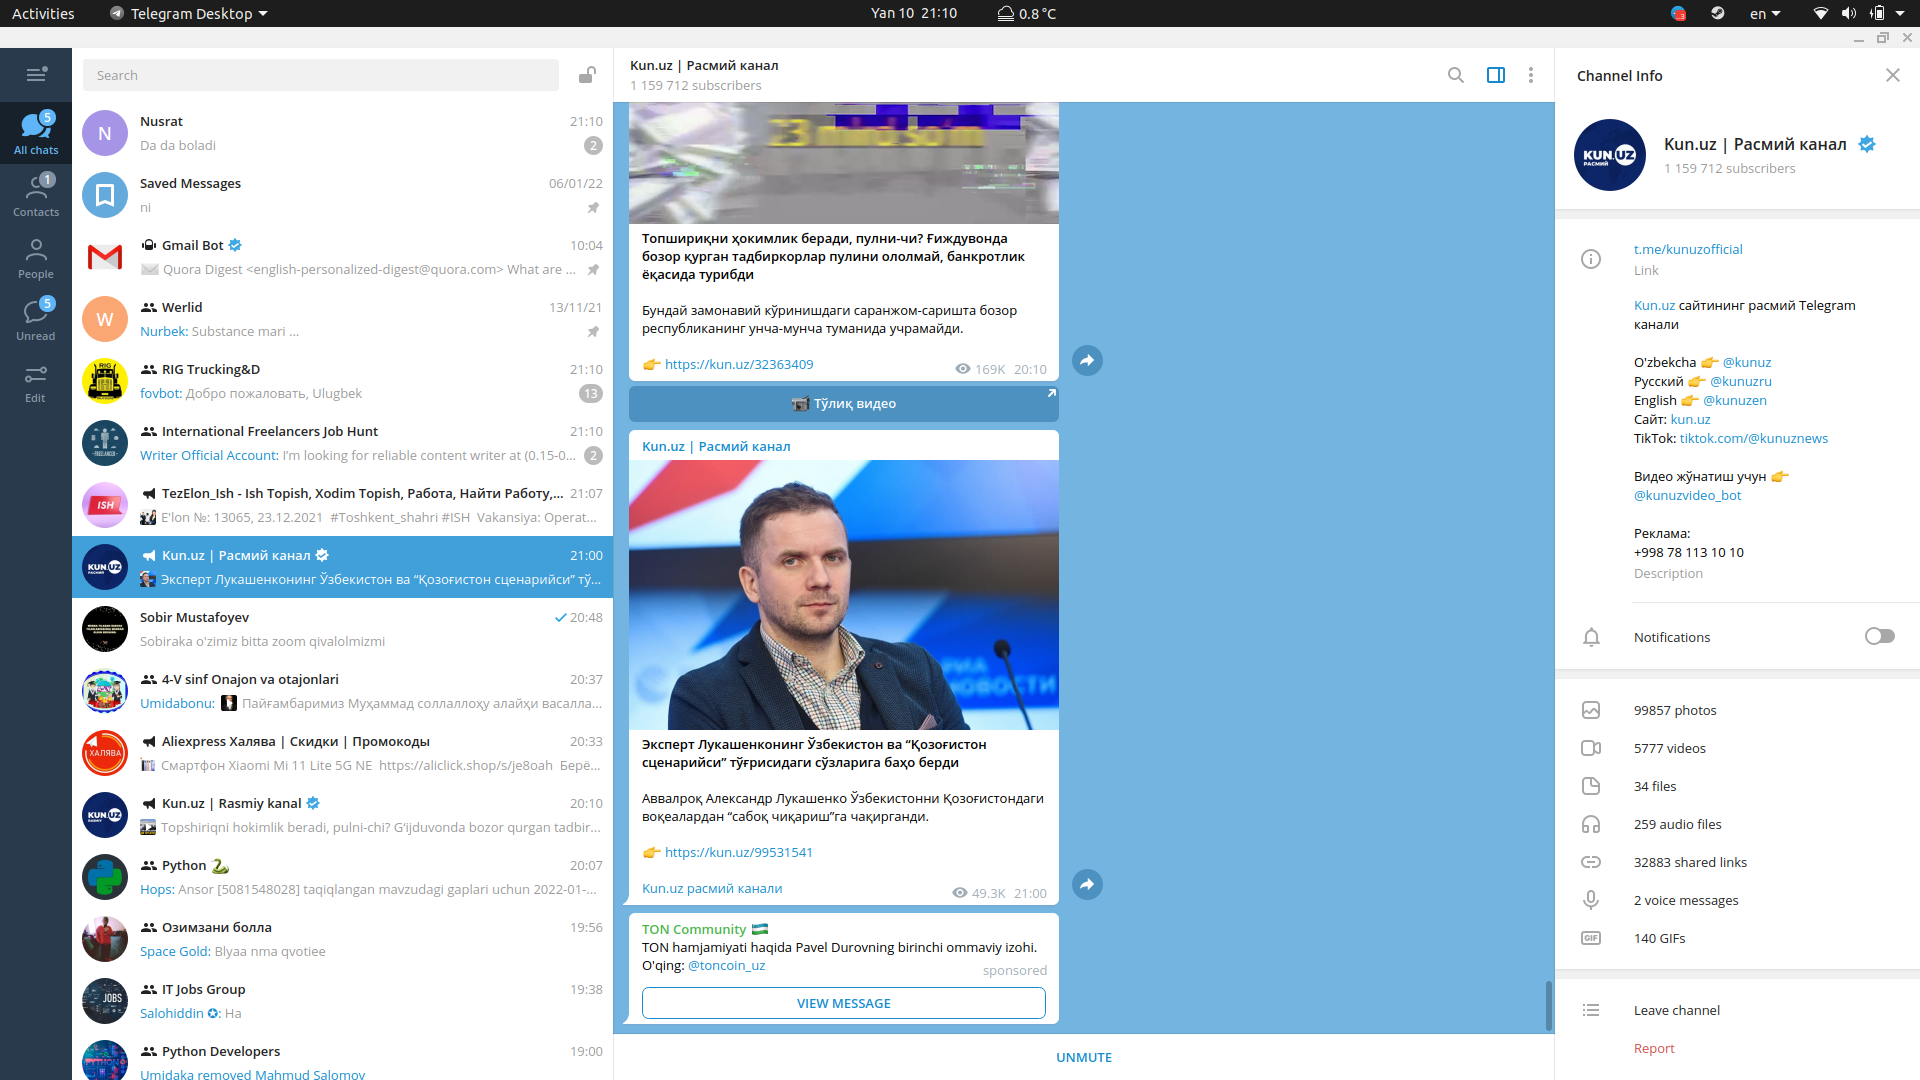 Activities
Telegram Desktop
Yan 10 21:10
0.8 °C
en
Search
All chats
5
Contacts
1
People
Unread
5
Edit
N
Nusrat
21:10
Da da boladi
2
Saved Messages
06/01/22
ni
Gmail Bot
10:04
Quora Digest <english-personalized-digest@quora.com> What are ...
W
Werlid
13/11/21
Nurbek: Substance mari ...
RIG
RIG Trucking&D
21:10
fovbot: Добро пожаловать, Ulugbek
13
FREELANCER
International Freelancers Job Hunt
21:10
Writer Official Account: I’m looking for reliable content writer at (0.15-0...
2
ISH
TezElon_Ish - Ish Topish, Xodim Topish, Работа, Найти Работу,...
21:07
E'lon №: 13065, 23.12.2021 #Toshkent_shahri #ISH Vakansiya: Operat...
KUN.UZ
Kun.uz | Расмий канал
21:00
Эксперт Лукашенконинг Ўзбекистон ва “Қозоғистон сценарийси” тў...
Sobir Mustafoyev
20:48
Sobiraka o'zimiz bitta zoom qivalolmizmi
4-V sinf Onajon va otajonlari
20:37
Umidabonu: Пайғамбаримиз Муҳаммад соллаллоҳу алайҳи васалла...
ХАЛЯВА
Aliexpress Халява | Скидки | Промокоды
20:33
Смартфон Xiaomi Mi 11 Lite 5G NE https://aliclick.shop/s/je8oah Берё...
KUN.UZ
Kun.uz | Rasmiy kanal
20:10
Topshiriqni hokimlik beradi, pulni-chi? G‘ijduvonda bozor qurgan tadbir...
Python
20:07
Hops: Ansor [5081548028] taqiqlangan mavzudagi gaplari uchun 2022-01-...
Озимзани болла
19:56
Space Gold: Blyaa nma qvotiee
JOBS
IT Jobs Group
19:38
Salohiddin: Ha
Python Developers
19:00
Umidaka removed Mahmud Salomov
Kun.uz | Расмий канал
1 159 712 subscribers
Топшириқни ҳокимлик беради, пулни-чи? Ғиждувонда
бозор қурган тадбиркорлар пулини ололмай, банкротлик
ёқасида турибди
Бундай замонавий кўринишдаги саранжом-саришта бозор
республиканинг унча-мунча туманида учрамайди.
👉 https://kun.uz/32363409
169K 20:10
Тўлиқ видео
Kun.uz | Расмий канал
РИА
НОВОСТИ
Эксперт Лукашенконинг Ўзбекистон ва “Қозоғистон
сценарийси” тўғрисидаги сўзларига баҳо берди
Аввалроқ Александр Лукашенко Ўзбекистонни Қозоғистондаги
воқеалардан “сабоқ чиқариш”га чақирганди.
👉 https://kun.uz/99531541
Kun.uz расмий канали
49.3K 21:00
TON Community 🇺🇿
TON hamjamiyati haqida Pavel Durovning birinchi ommaviy izohi.
O'qing: @toncoin_uz
sponsored
VIEW MESSAGE
UNMUTE
Channel Info
KUN.UZ
РАСМИЙ
Kun.uz | Расмий канал
1 159 712 subscribers
t.me/kunuzofficial
Link
Kun.uz сайтининг расмий Telegram
канали
O'zbekcha 👉 @kunuz
Русский 👉 @kunuzru
English 👉 @kunuzen
Сайт: kun.uz
TikTok: tiktok.com/@kunuznews
Видео жўнатиш учун 👉
@kunuzvideo_bot
Реклама:
+998 78 113 10 10
Description
Notifications
99857 photos
5777 videos
34 files
259 audio files
32883 shared links
2 voice messages
GIF
140 GIFs
Leave channel
Report